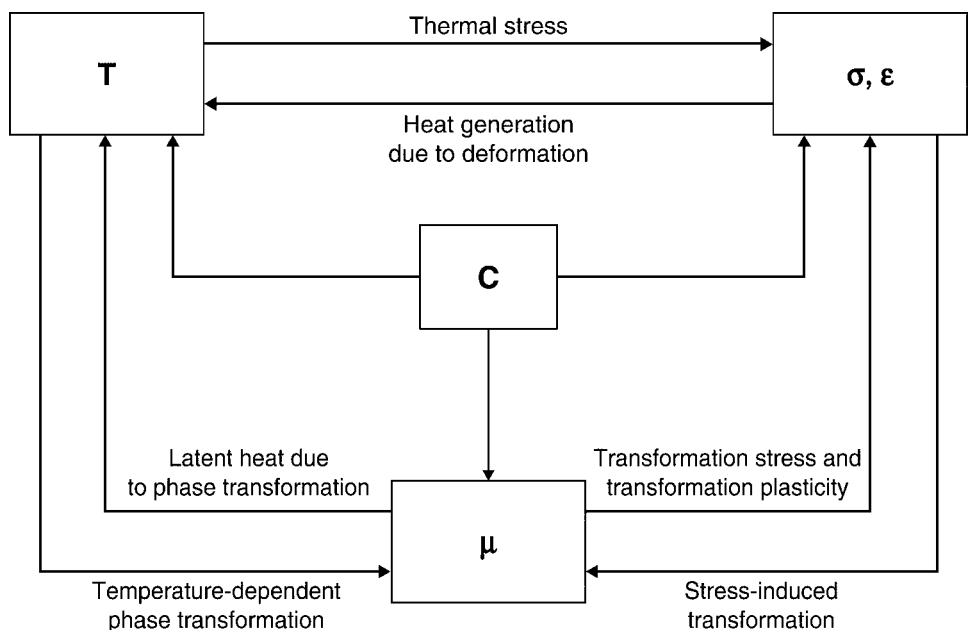 Thermal stress
T
σ, ε
Heat generation
due to deformation
C
Latent heat due
to phase transformation
Transformation stress and
transformation plasticity
μ
Temperature-dependent
phase transformation
Stress-induced
transformation